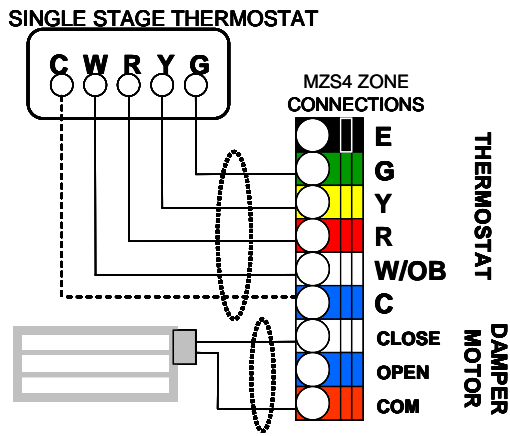 SINGLE STAGE THERMOSTAT
C W R Y G
MZS4 ZONE
CONNECTIONS
E
G
Y
R
W/OB
C
CLOSE
OPEN
COM
THERMOSTAT
DAMPER
MOTOR